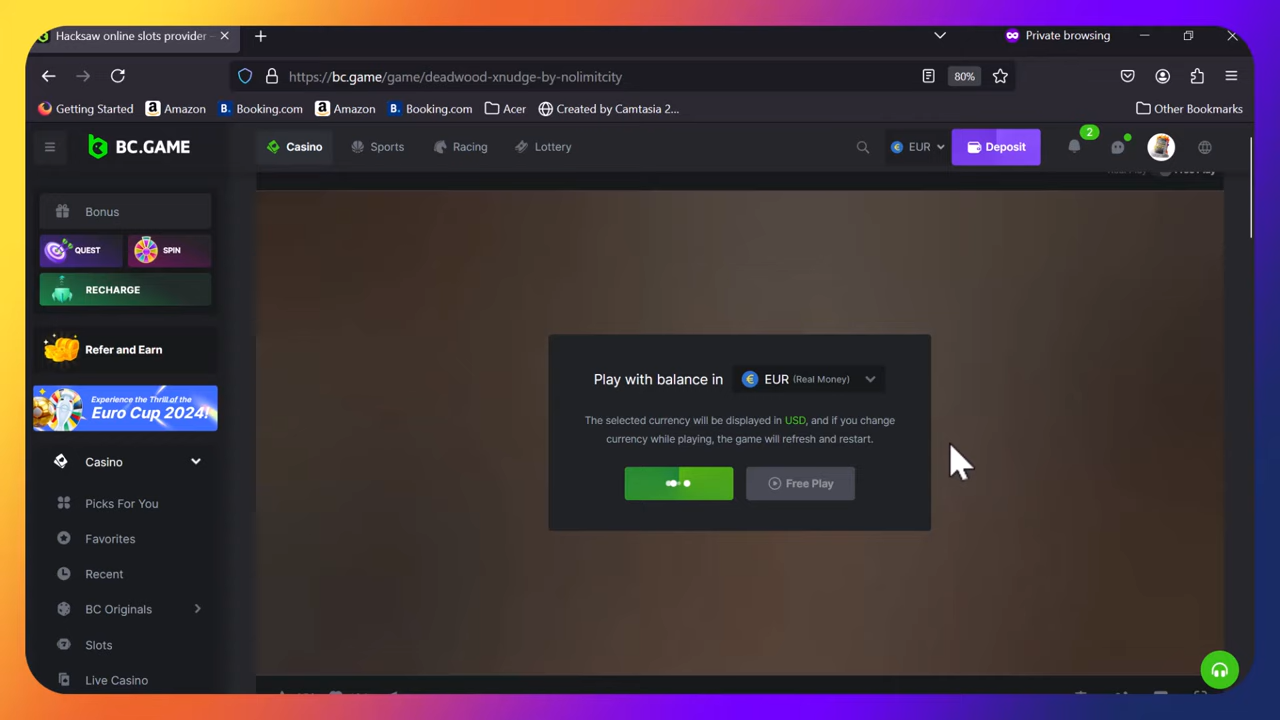 Hacksaw online slots provider -
Private browsing
https://bc.game/game/deadwood-xnudge-by-nolimitcity
80%
Getting Started
Amazon
Booking.com
Amazon
Booking.com
Acer
Created by Camtasia 2...
Other Bookmarks
BC.GAME
Casino
Sports
Racing
Lottery
EUR
Deposit
2
Bonus
QUEST
SPIN
RECHARGE
Refer and Earn
Experience the Thrill of the
Euro Cup 2024!
Casino
Picks For You
Favorites
Recent
BC Originals
Slots
Live Casino
Play with balance in
EUR (Real Money)
The selected currency will be displayed in USD, and if you change
currency while playing, the game will refresh and restart.
Free Play